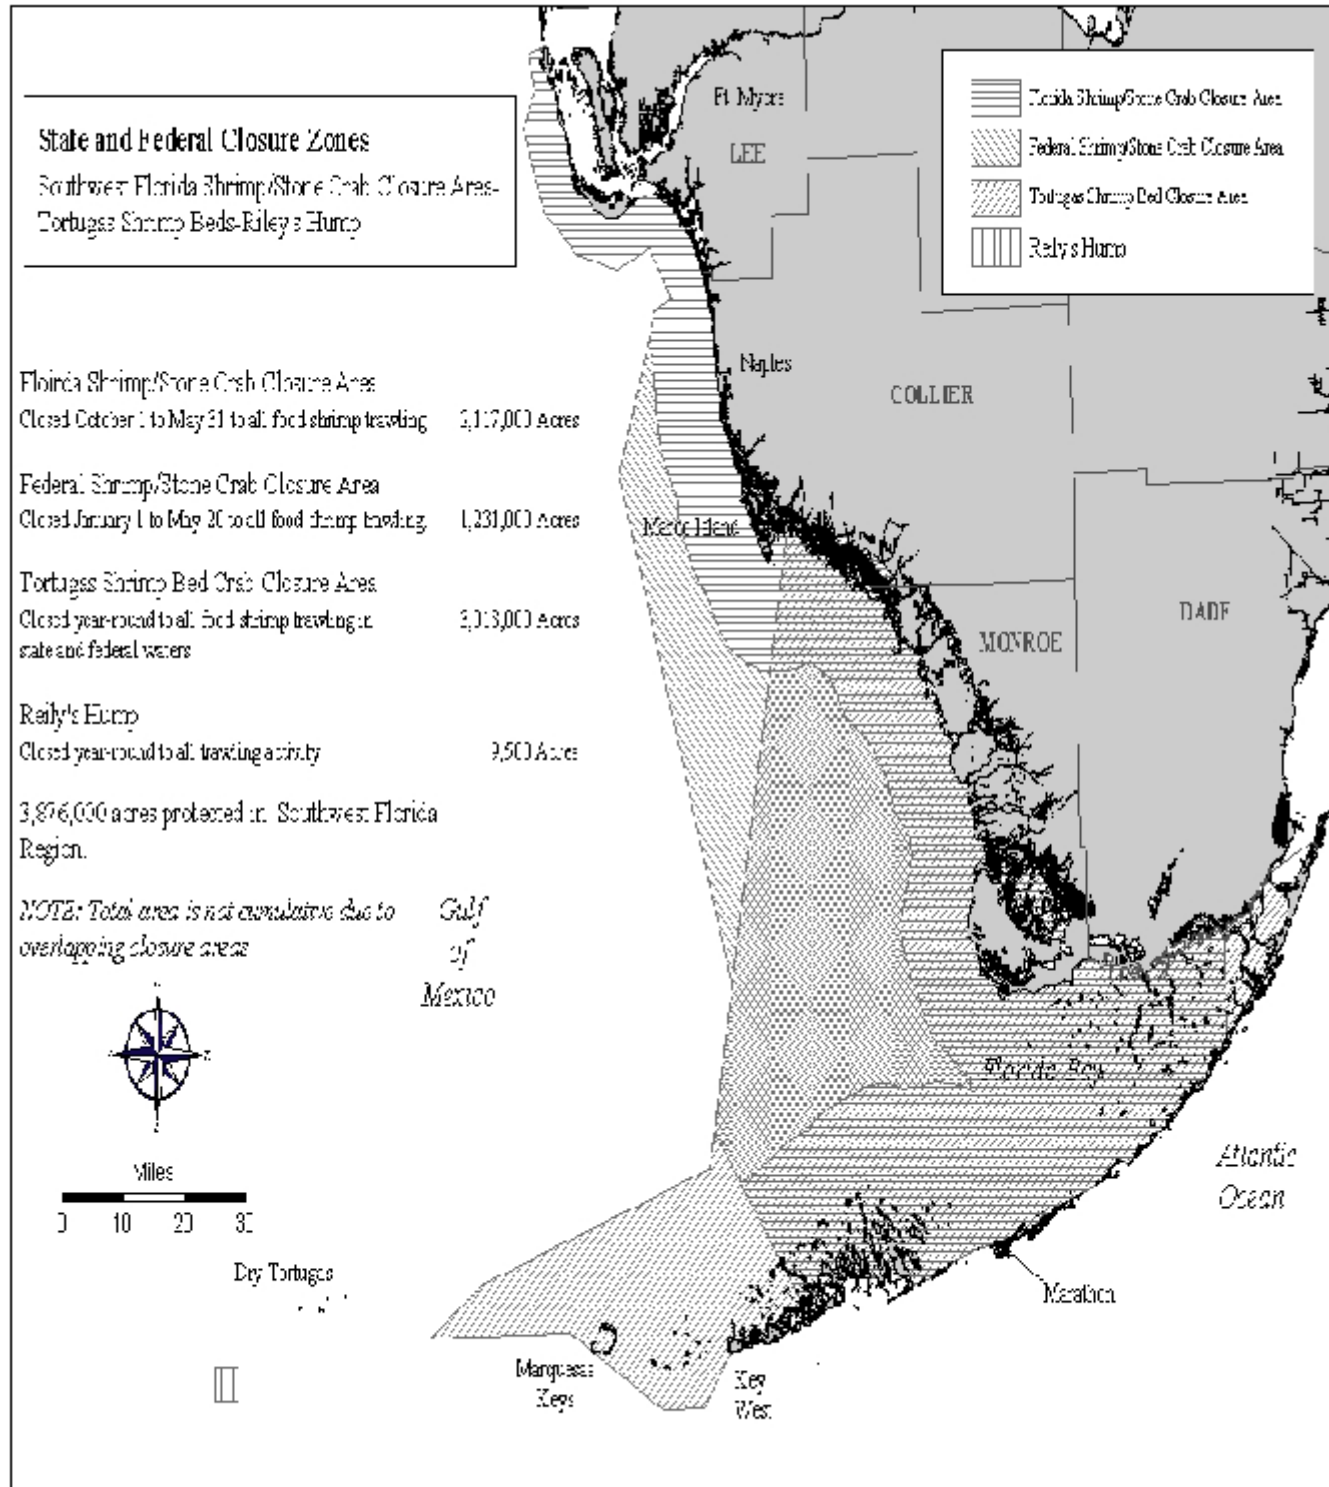 State and Federal Closure Zones
Southwest Florida Shrimp/Stone Crab Closure Area-
Tortugas Shrimp Beds-Riley's Hump
Florida Shrimp/Stone Crab Closure Area
Federal Shrimp/Stone Crab Closure Area
Tortugas Shrimp Bed Closure Area
Reily's Hump
Ft. Myers
LEE
Naples
COLLIER
Floirda Shrimp/Stone Crab Closure Area
Closed October 1 to May 31 to all food shrimp trawling Acres
Federal Shrimp/Stone Crab Closure Area
Closed January 1 to May 20 to all food shrimp trawling. Acres
Marco Island
Tortugas Shrimp Bed Crab Closure Area
Closed year-round to all food shrimp trawling in Acres
state and federal waters
MONROE
DADE
Reily's Hump
Closed year-round to all trawling activity 9,500 Acres
3,876,000 acres protected in Southwest Florida
Region.
NOTE: Total area is not cumulative due to
overlapping closure areas
Gulf
of
Mexico
Florida Bay
Atlantic
Ocean
Miles
0 10 20 30
Dry Tortugas
Marathon
Marquesas
Keys
Key
West